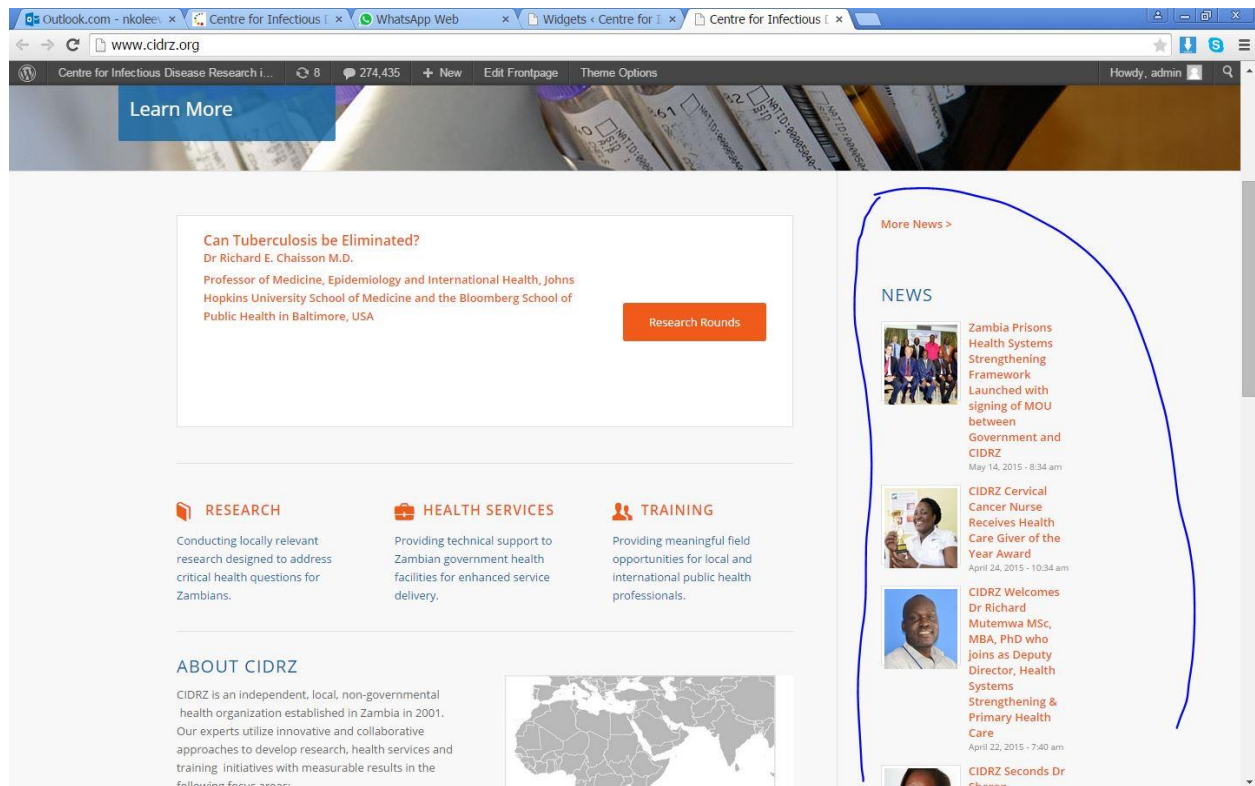 Outlook.com - nkoleev
Centre for Infectious D
WhatsApp Web
Widgets ‹ Centre for I
Centre for Infectious D
www.cidrz.org
Centre for Infectious Disease Research i...
8
274,435
+ New
Edit Frontpage
Theme Options
Howdy, admin
Learn More
Can Tuberculosis be Eliminated?
Dr Richard E. Chaisson M.D.
Professor of Medicine, Epidemiology and International Health, Johns
Hopkins University School of Medicine and the Bloomberg School of
Public Health in Baltimore, USA
Research Rounds
RESEARCH
Conducting locally relevant
research designed to address
critical health questions for
Zambians.
HEALTH SERVICES
Providing technical support to
Zambian government health
facilities for enhanced service
delivery.
TRAINING
Providing meaningful field
opportunities for local and
international public health
professionals.
ABOUT CIDRZ
CIDRZ is an independent, local, non-governmental
health organization established in Zambia in 2001.
Our experts utilize innovative and collaborative
approaches to develop research, health services and
training initiatives with measurable results in the
following focus areas:
More News >
NEWS
Zambia Prisons
Health Systems
Strengthening
Framework
Launched with
signing of MOU
between
Government and
CIDRZ
May 14, 2015 - 8:34 am
CIDRZ Cervical
Cancer Nurse
Receives Health
Care Giver of the
Year Award
April 24, 2015 - 10:34 am
CIDRZ Welcomes
Dr Richard
Mutemwa MSc,
MBA, PhD who
joins as Deputy
Director, Health
Systems
Strengthening &
Primary Health
Care
April 22, 2015 - 7:40 am
CIDRZ Seconds Dr
Sharon